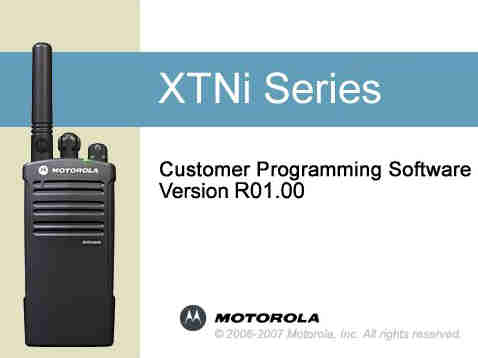 XTNi Series
Customer Programming Software
Version R01.00
MOTOROLA
MOTOROLA
© 2006-2007 Motorola, Inc. All rights reserved.